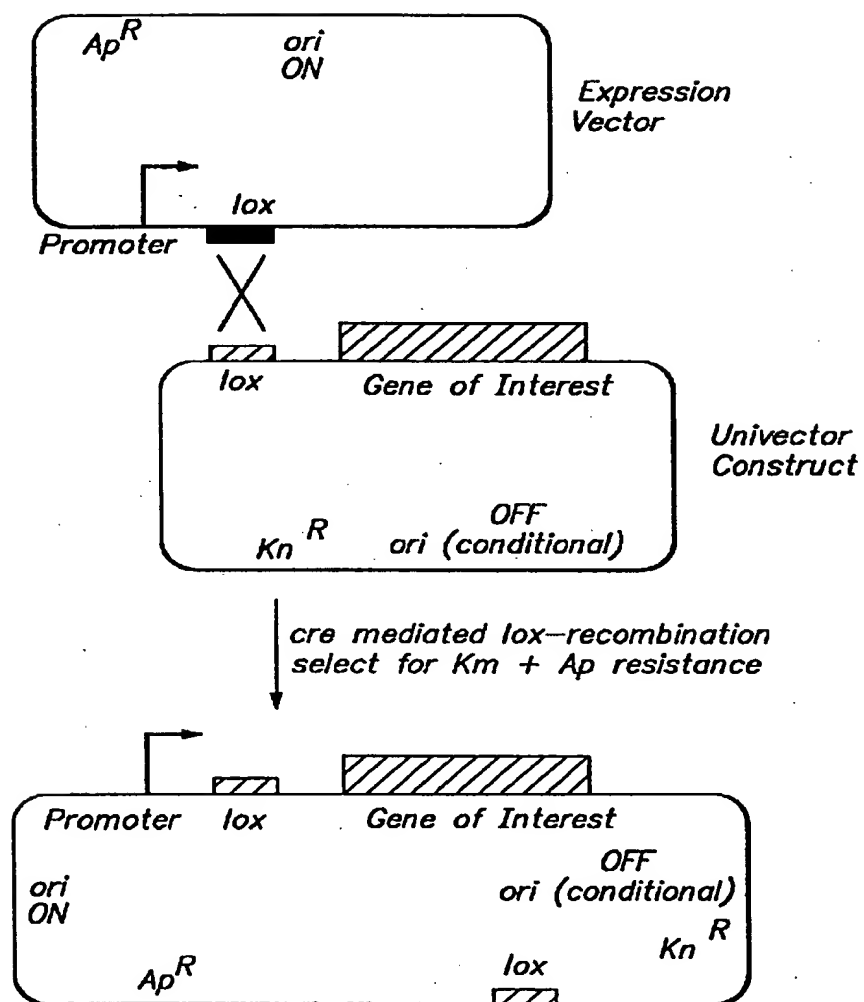 Ap^R
ori
ON
Expression
Vector
lox
Promoter
lox
Gene of Interest
Univector
Construct
OFF
Kn^R
ori (conditional)
cre mediated lox-recombination
select for Km + Ap resistance
Promoter
lox
Gene of Interest
OFF
ori
ori (conditional)
ON
Kn^R
Ap^R
lox